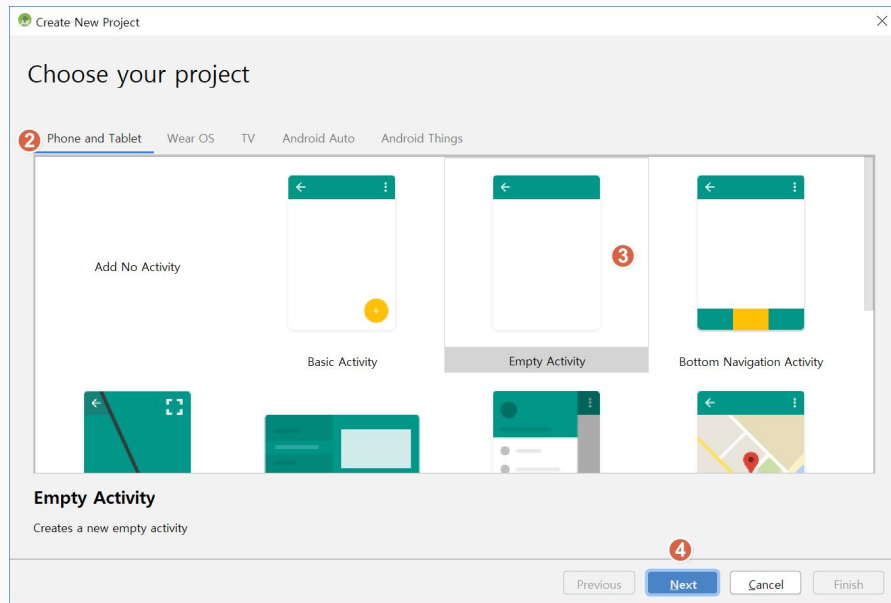 Create New Project
Choose your project
2 Phone and Tablet Wear OS TV Android Auto Android Things
Add No Activity
3
Basic Activity Empty Activity Bottom Navigation Activity
Empty Activity
Creates a new empty activity
4
Previous Next Cancel Finish